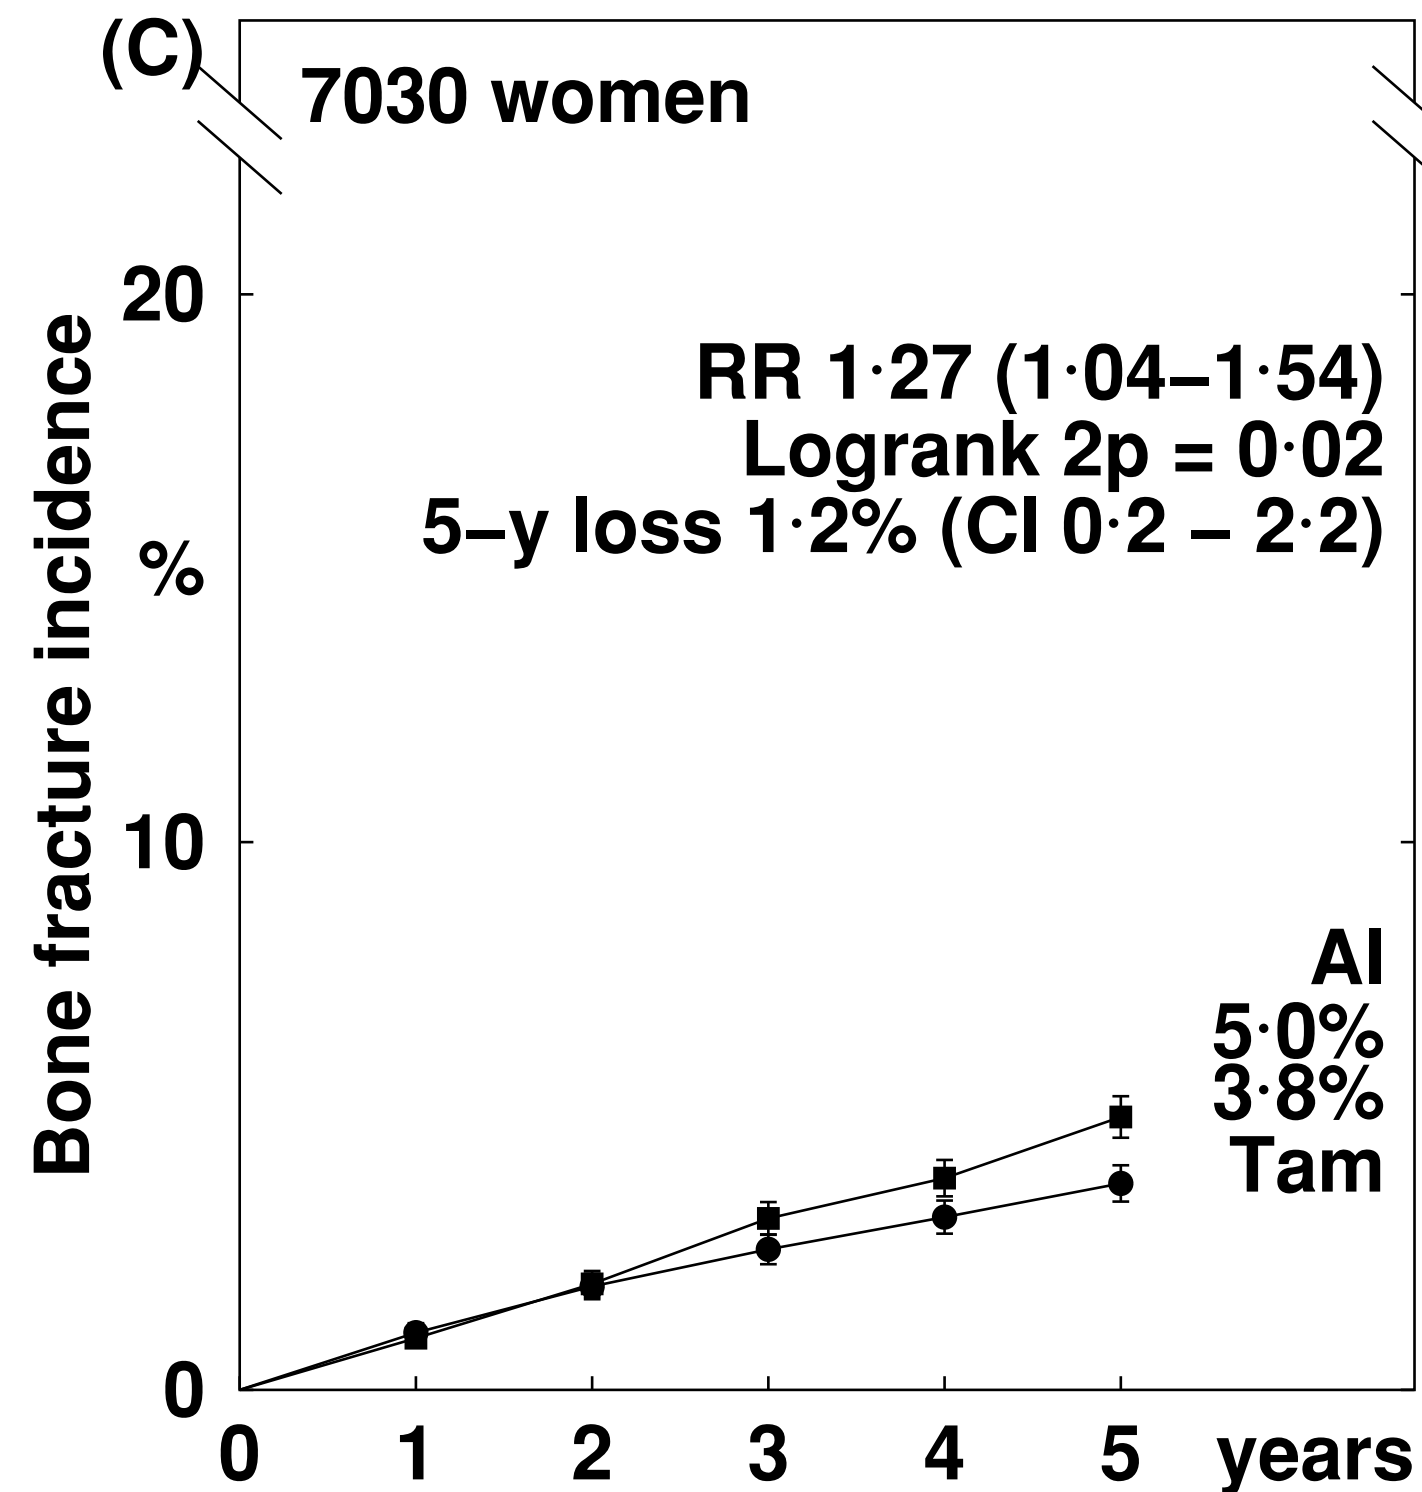 (C)
7030 women
20
RR 1·27 (1·04–1·54)
Logrank 2p = 0·02
5–y loss 1·2% (CI 0·2 – 2·2)
%
Bone fracture incidence
10
AI
5·0%
3·8%
Tam
0
0 1 2 3 4 5 years